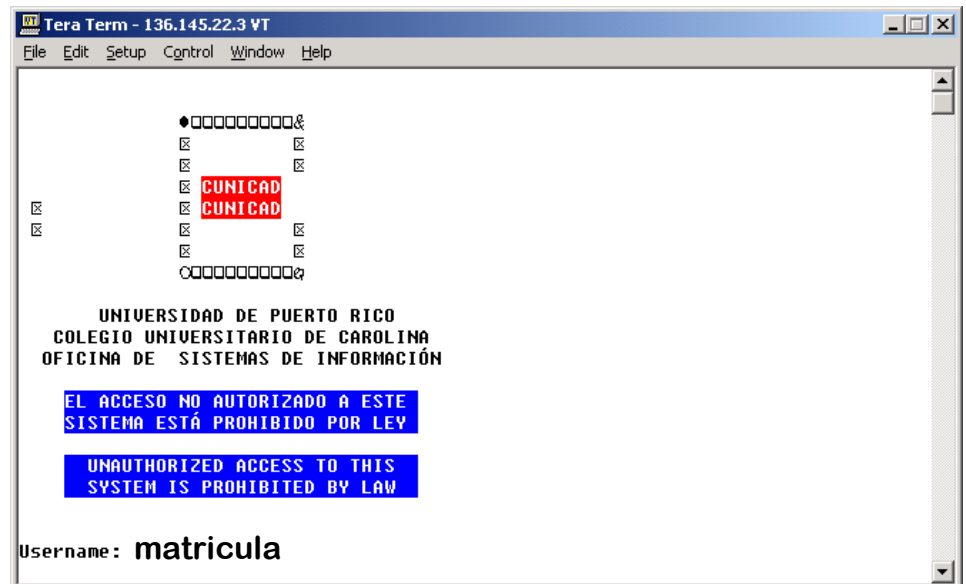 Tera Term - 136.145.22.3 VT
File Edit Setup Control Window Help
CUNICAD
CUNICAD
UNIVERSIDAD DE PUERTO RICO
COLEGIO UNIVERSITARIO DE CAROLINA
OFICINA DE SISTEMAS DE INFORMACIÓN
EL ACCESO NO AUTORIZADO A ESTE
SISTEMA ESTÁ PROHIBIDO POR LEY
UNAUTHORIZED ACCESS TO THIS
SYSTEM IS PROHIBITED BY LAW
Username: matricula